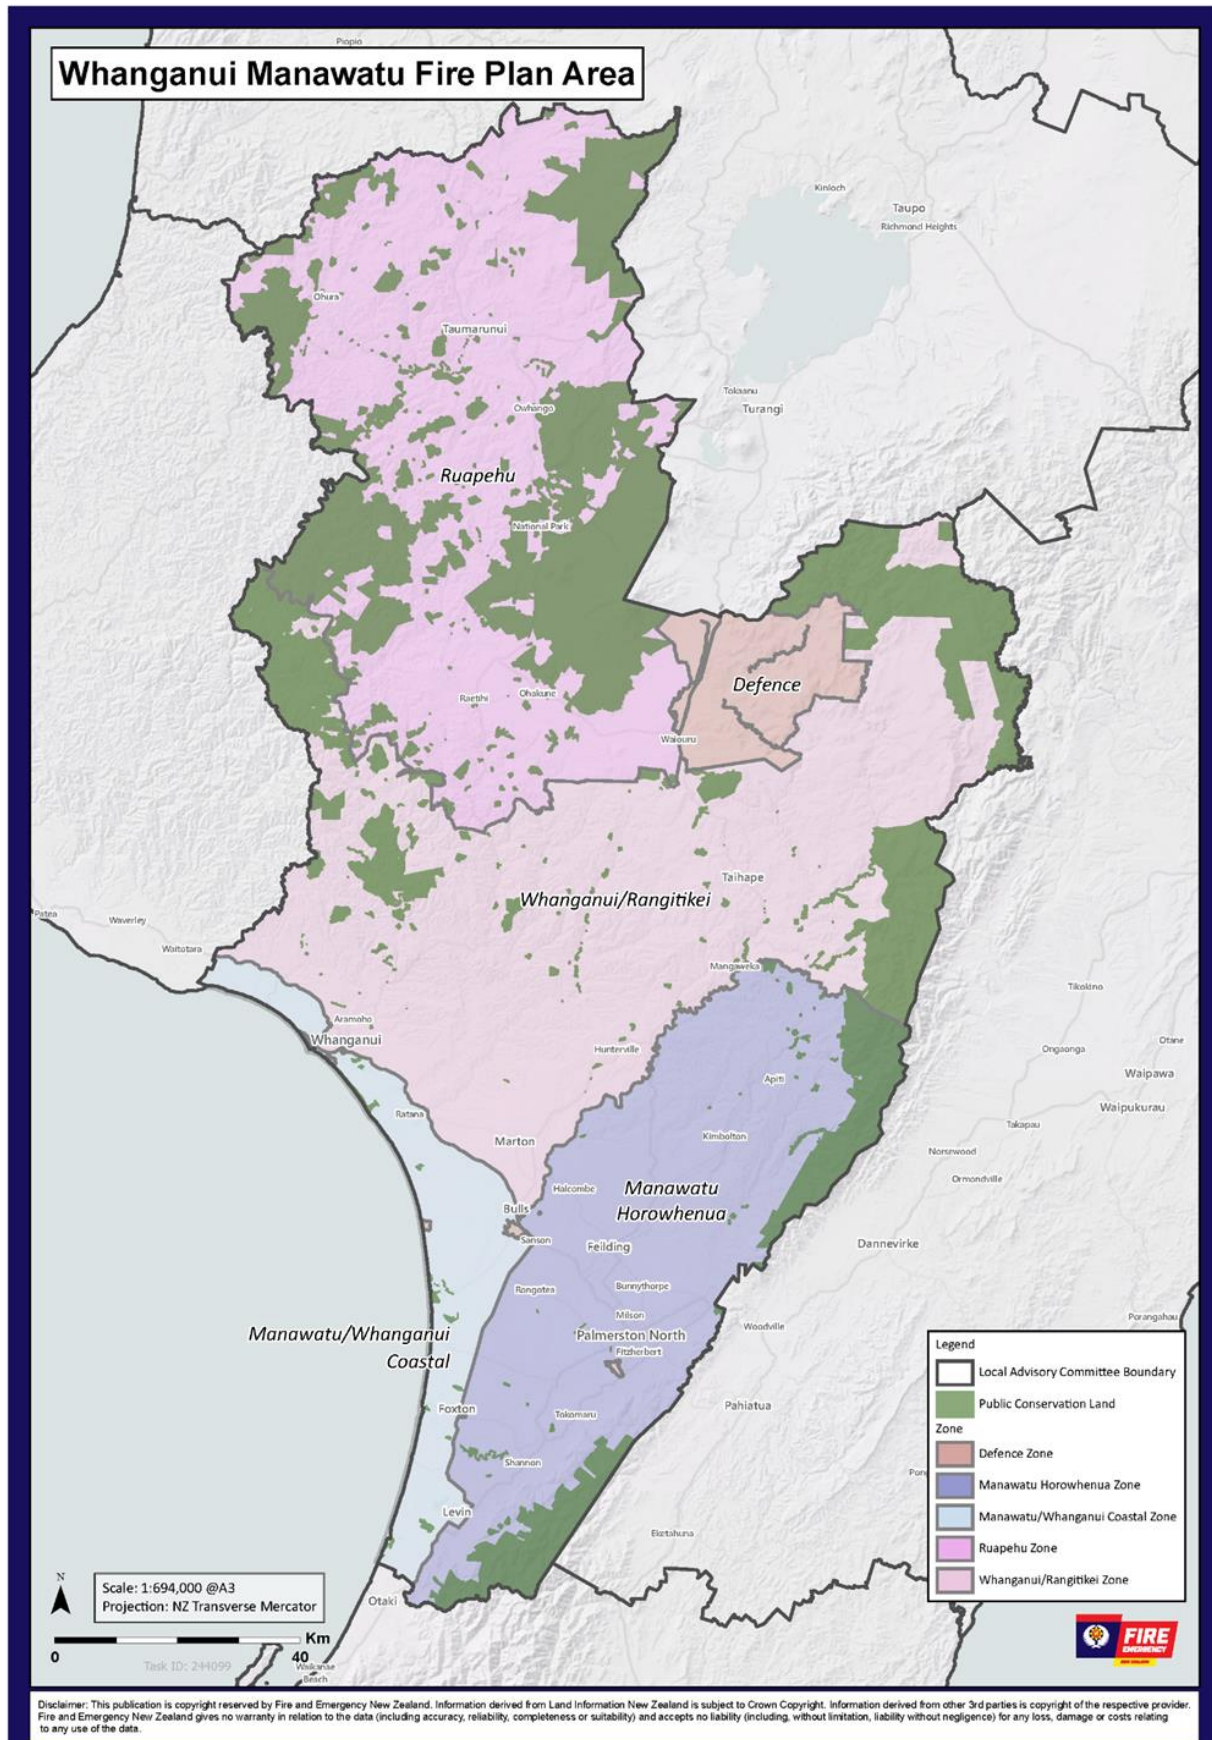 Whanganui Manawatu Fire Plan Area
Piopio
Kinloch
Taupo
Richmond Heights
Ohura
Taumarunui
Tokaanu
Turangi
Owhango
Ruapehu
National Park
Defence
Raetihi
Ohakune
Waiouru
Taihape
Whanganui/Rangitikei
Patea
Waverley
Waitotara
Mangaweka
Tikokino
Aramoho
Whanganui
Hunterville
Ongaonga
Otane
Waipawa
Apiti
Waipukurau
Ratana
Takapau
Marton
Kimbolton
Norsewood
Ormondville
Halcombe
Manawatu
Horowhenua
Bulls
Sanson
Feilding
Dannevirke
Rongotea
Bunnythorpe
Milson
Palmerston North
Fitzherbert
Woodville
Porangahau
Manawatu/Whanganui
Coastal
Foxton
Tokomaru
Pahiatua
Shannon
Levin
Eketahuna
Otaki
Waikanae
Beach
Legend
Local Advisory Committee Boundary
Public Conservation Land
Zone
Defence Zone
Manawatu Horowhenua Zone
Manawatu/Whanganui Coastal Zone
Ruapehu Zone
Whanganui/Rangitikei Zone
N
Scale: 1:694,000 @A3
Projection: NZ Transverse Mercator
Km
0 40
Task ID: 244099
FIRE
EMERGENCY
NEW ZEALAND
Disclaimer: This publication is copyright reserved by Fire and Emergency New Zealand. Information derived from Land Information New Zealand is subject to Crown Copyright. Information derived from other 3rd parties is copyright of the respective provider.
Fire and Emergency New Zealand gives no warranty in relation to the data (including accuracy, reliability, completeness or suitability) and accepts no liability (including, without limitation, liability without negligence) for any loss, damage or costs relating
to any use of the data.